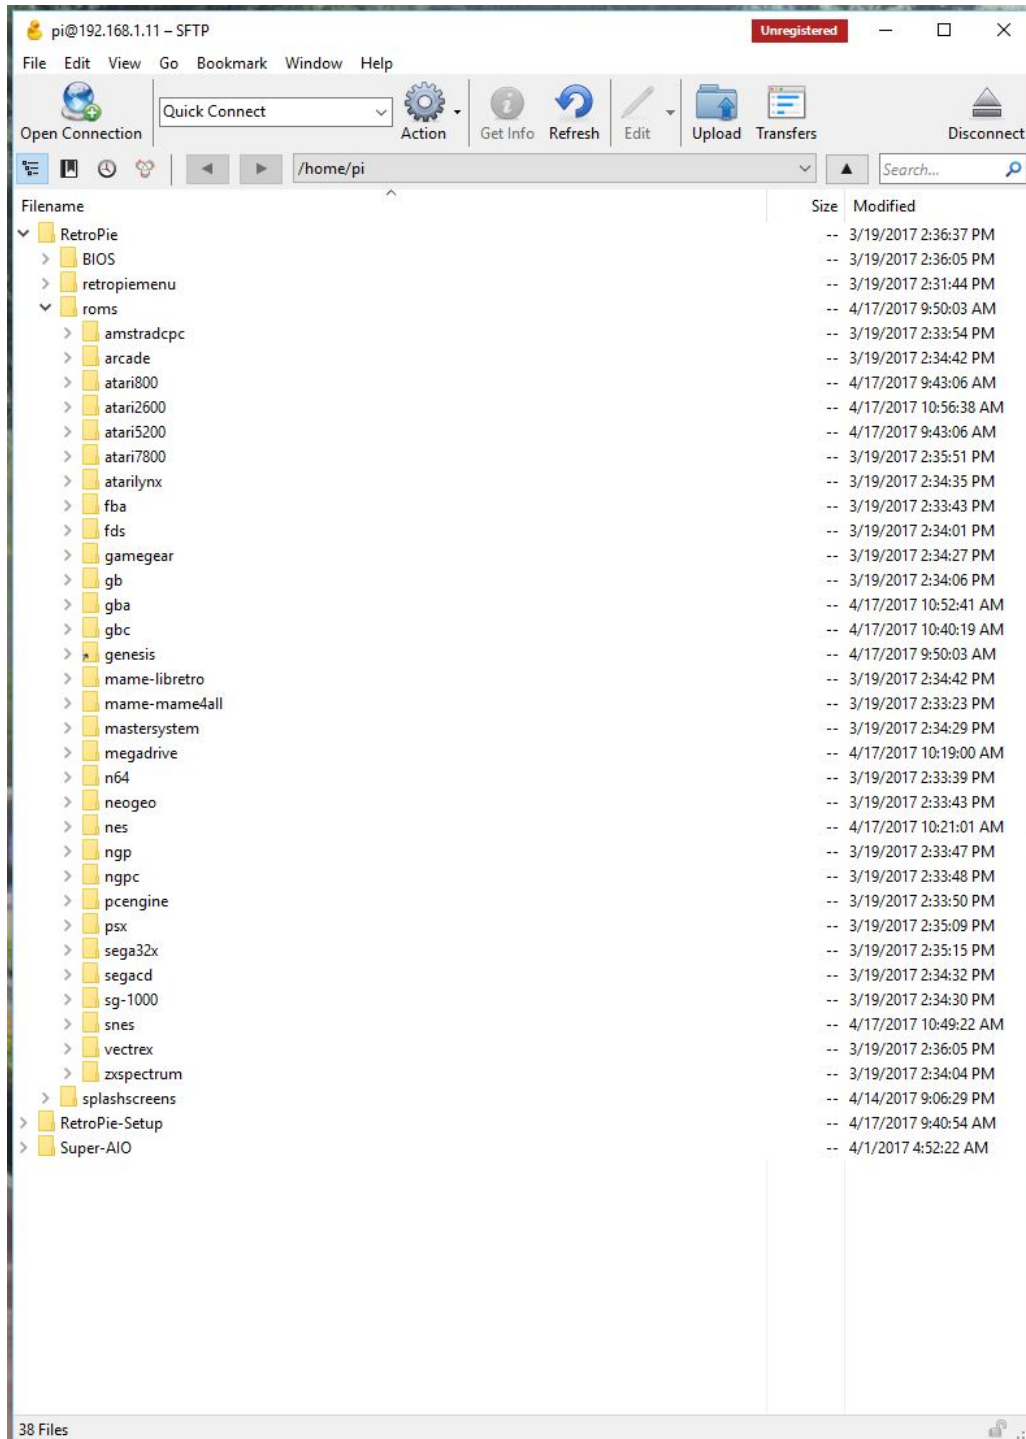 pi@192.168.1.11 – SFTP Unregistered
File Edit View Go Bookmark Window Help
Open Connection Quick Connect Action Get Info Refresh Edit Upload Transfers Disconnect
/home/pi Search...
Filename Size Modified
RetroPie -- 3/19/2017 2:36:37 PM
BIOS -- 3/19/2017 2:36:05 PM
retropiemenu -- 3/19/2017 2:31:44 PM
roms -- 4/17/2017 9:50:03 AM
amstradcpc -- 3/19/2017 2:33:54 PM
arcade -- 3/19/2017 2:34:42 PM
atari800 -- 4/17/2017 9:43:06 AM
atari2600 -- 4/17/2017 10:56:38 AM
atari5200 -- 4/17/2017 9:43:06 AM
atari7800 -- 3/19/2017 2:35:51 PM
atarilynx -- 3/19/2017 2:34:35 PM
fba -- 3/19/2017 2:33:43 PM
fds -- 3/19/2017 2:34:01 PM
gamegear -- 3/19/2017 2:34:27 PM
gb -- 3/19/2017 2:34:06 PM
gba -- 4/17/2017 10:52:41 AM
gbc -- 4/17/2017 10:40:19 AM
genesis -- 4/17/2017 9:50:03 AM
mame-libretro -- 3/19/2017 2:34:42 PM
mame-mame4all -- 3/19/2017 2:33:23 PM
mastersystem -- 3/19/2017 2:34:29 PM
megadrive -- 4/17/2017 10:19:00 AM
n64 -- 3/19/2017 2:33:39 PM
neogeo -- 3/19/2017 2:33:43 PM
nes -- 4/17/2017 10:21:01 AM
ngp -- 3/19/2017 2:33:47 PM
ngpc -- 3/19/2017 2:33:48 PM
pcengine -- 3/19/2017 2:33:50 PM
psx -- 3/19/2017 2:35:09 PM
sega32x -- 3/19/2017 2:35:15 PM
segacd -- 3/19/2017 2:34:32 PM
sg-1000 -- 3/19/2017 2:34:30 PM
snes -- 4/17/2017 10:49:22 AM
vectrex -- 3/19/2017 2:36:05 PM
zxspectrum -- 3/19/2017 2:34:04 PM
splashscreens -- 4/14/2017 9:06:29 PM
RetroPie-Setup -- 4/17/2017 9:40:54 AM
Super-AIO -- 4/1/2017 4:52:22 AM
38 Files